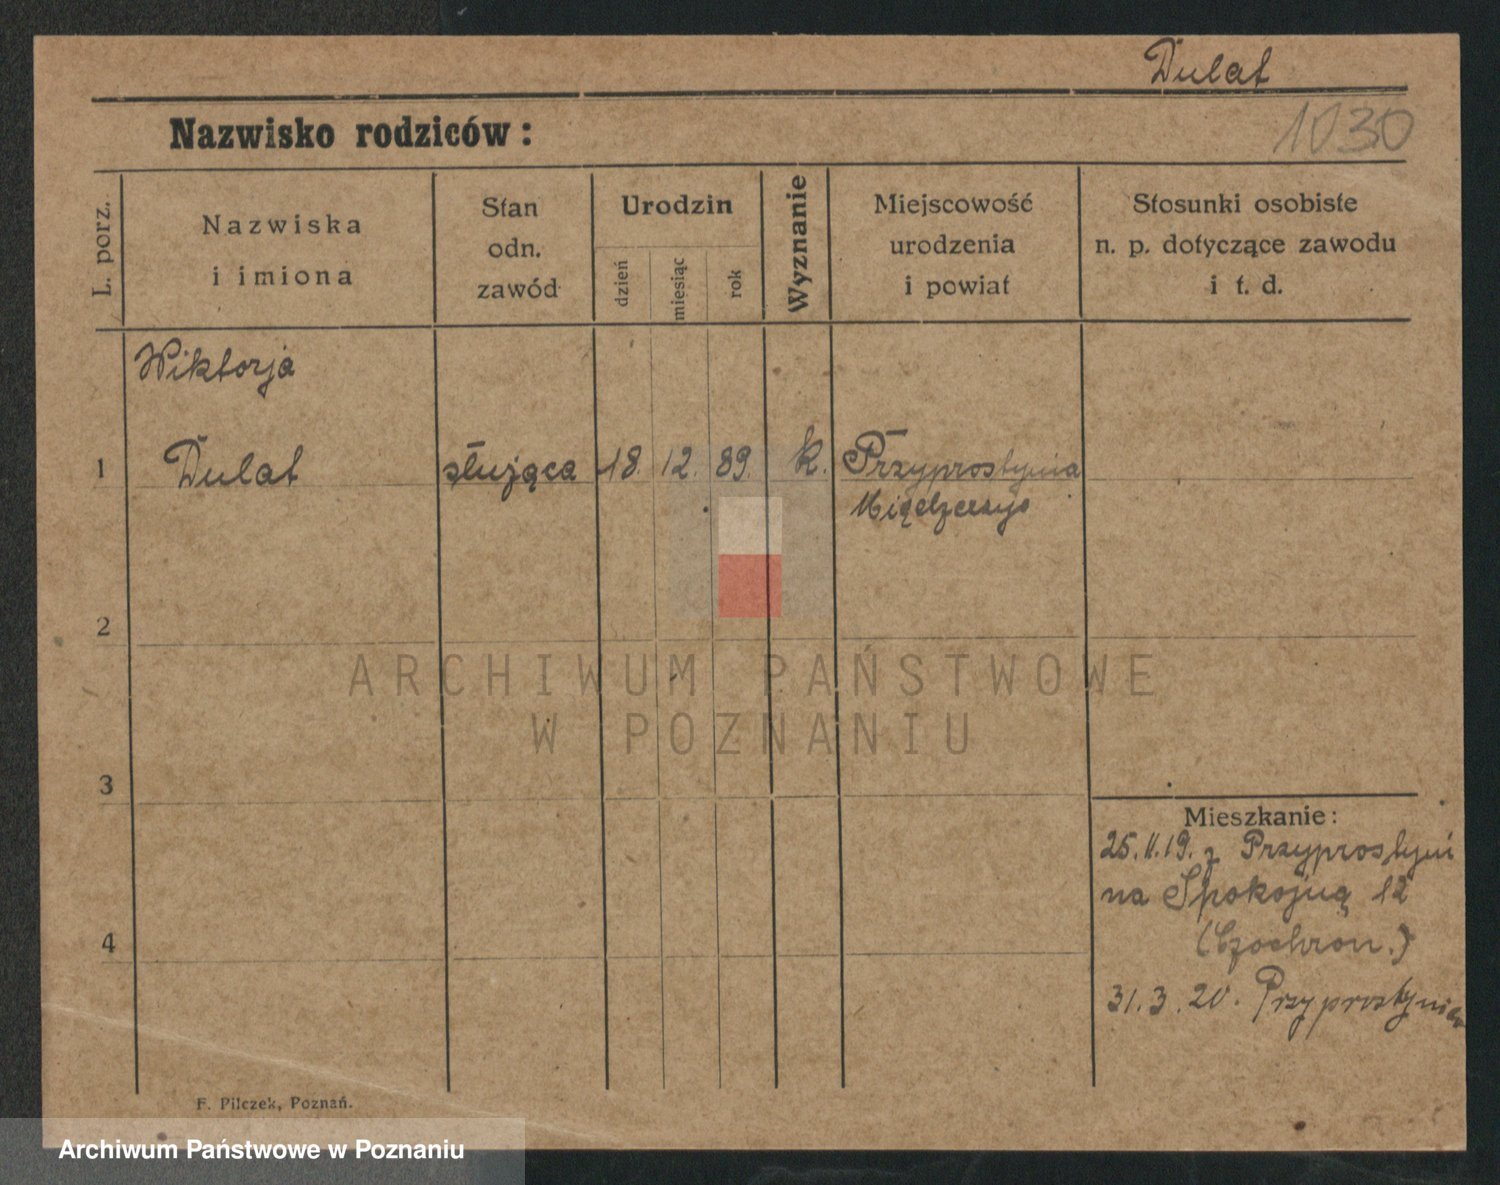 Dulat
1030
Nazwisko rodziców:
L. porz.
Nazwiska
i imiona
Stan
odn.
zawód
Urodzin
dzień
miesiąc
rok
Wyznanie
Miejscowość
urodzenia
i powiat
Stosunki osobiste
n. p. dotyczące zawodu
i t. d.
Wiktorja
1 Dulat służąca 18. 12. 89. k. Przyprostynia
2
3
4
Mieszkanie:
25.11.19. z Przyprostyni
na Spokojną 12
(Czochron.)
31.3.20. Przyprostynia
F. Pilczek, Poznań.
ARCHIWUM PAŃSTWOWE
W POZNANIU
Archiwum Państwowe w Poznaniu